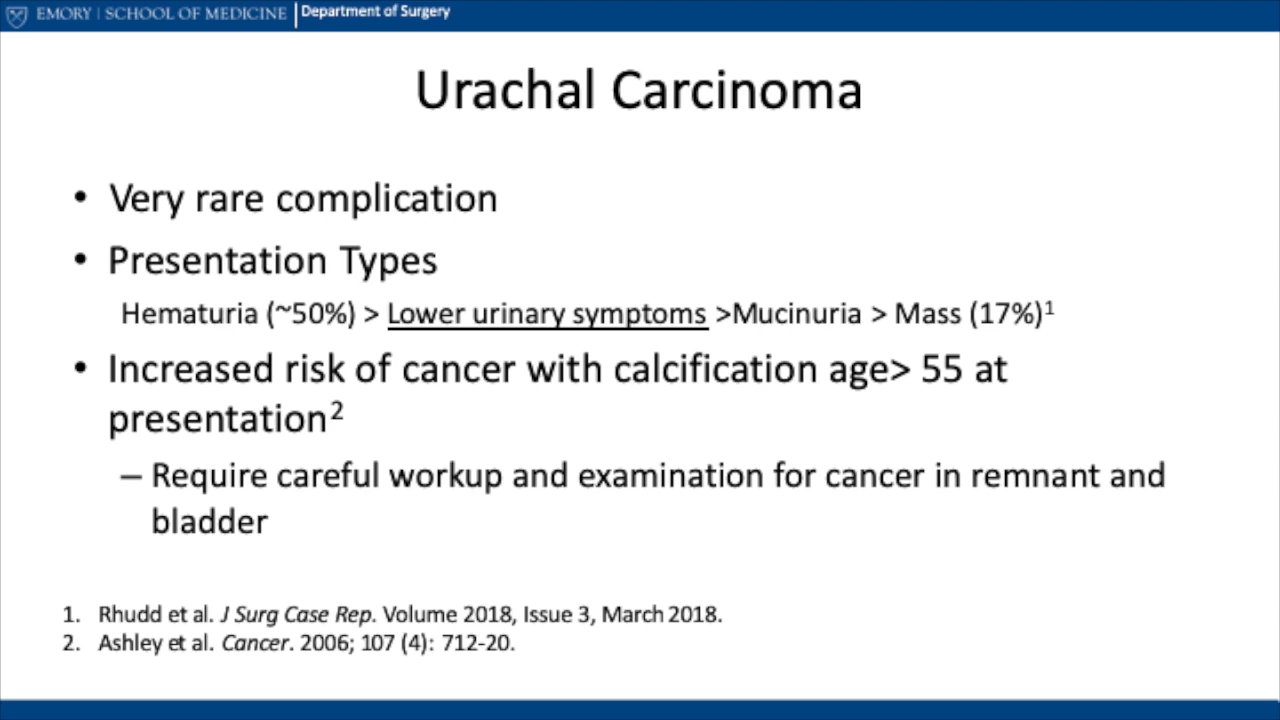 EMORY | SCHOOL OF MEDICINE | Department of Surgery
Urachal Carcinoma
• Very rare complication
• Presentation Types
Hematuria (~50%) > Lower urinary symptoms >Mucinuria > Mass (17%)1
• Increased risk of cancer with calcification age> 55 at
presentation2
– Require careful workup and examination for cancer in remnant and
bladder
1. Rhudd et al. J Surg Case Rep. Volume 2018, Issue 3, March 2018.
2. Ashley et al. Cancer. 2006; 107 (4): 712-20.